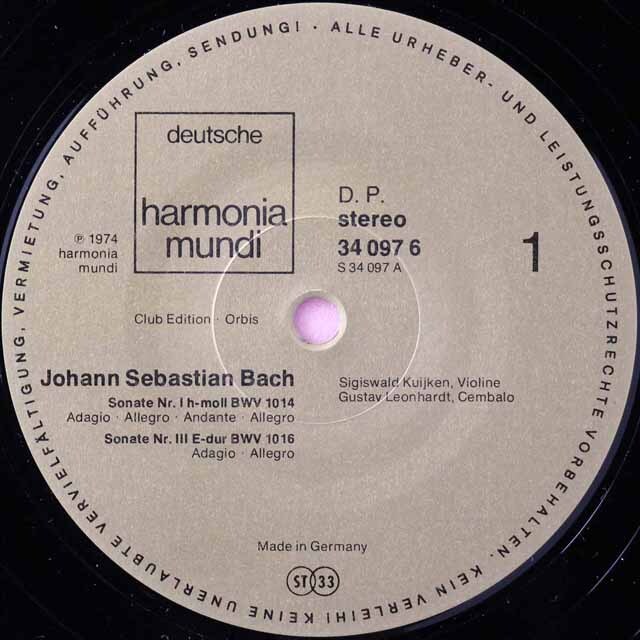 ALLE URHEBER- UND LEISTUNGSSCHUTZRECHTE VORBEHALTEN. KEIN VERLEIH! KEINE UNERLAUBTE VERVIELFÄLTIGUNG, VERMIETUNG, AUFFÜHRUNG, SENDUNG! ·
deutsche
harmonia
mundi
℗ 1974
harmonia
mundi
D. P.
stereo
34 097 6
S 34 097 A
1
Club Edition · Orbis
Johann Sebastian Bach
Sonate Nr. I h-moll BWV 1014
Adagio · Allegro · Andante · Allegro
Sonate Nr. III E-dur BWV 1016
Adagio · Allegro
Sigiswald Kuijken, Violine
Gustav Leonhardt, Cembalo
Made in Germany
ST 33